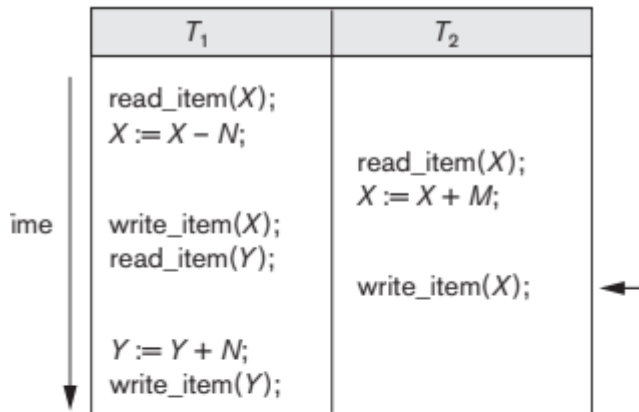 T1 T2
read_item(X);
X := X – N;
read_item(X);
X := X + M;
ime
write_item(X);
read_item(Y);
write_item(X);
Y := Y + N;
write_item(Y);